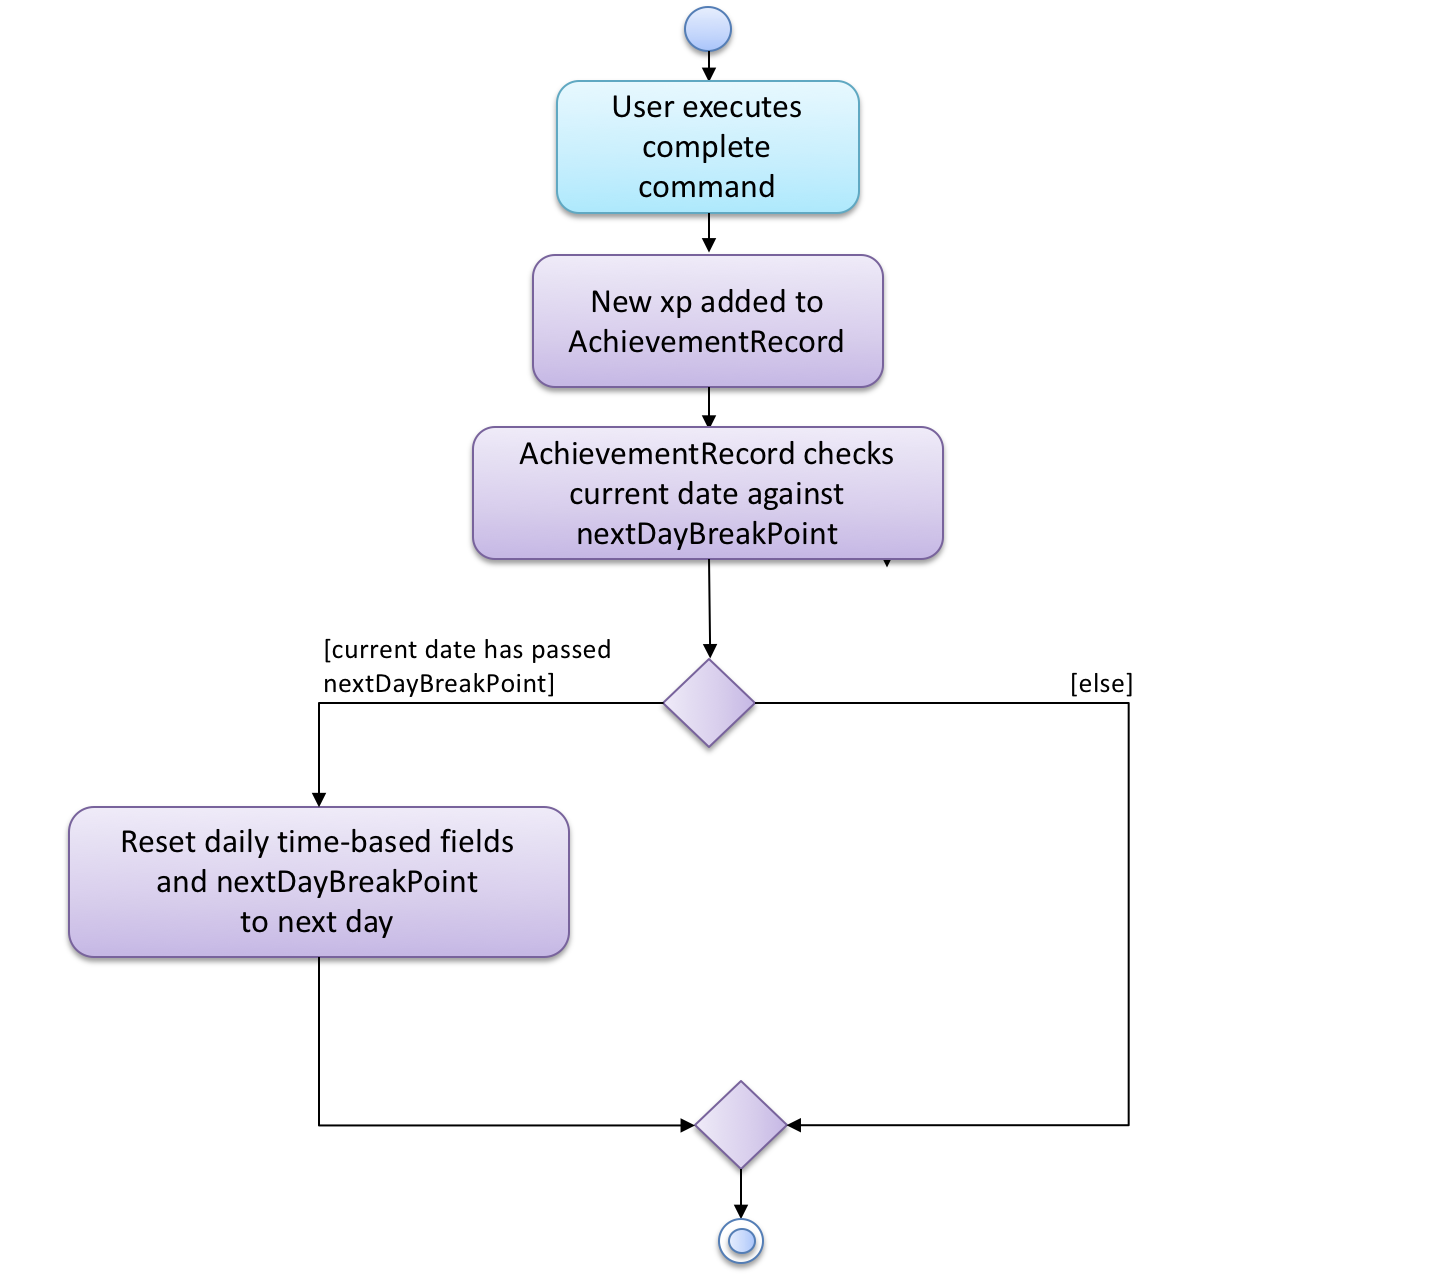 User executes
complete
command
New xp added to
AchievementRecord
AchievementRecord checks
current date against
nextDayBreakPoint
[current date has passed
nextDayBreakPoint]
[else]
Reset daily time-based fields
and nextDayBreakPoint
to next day